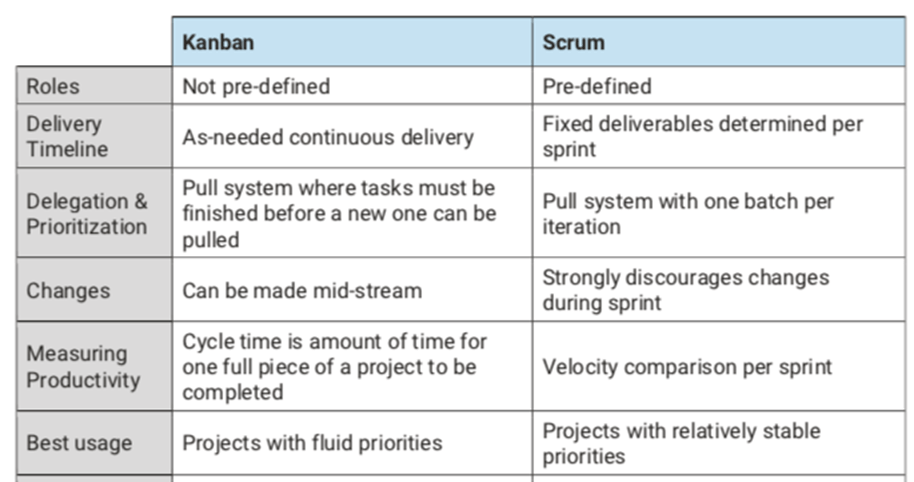 Kanban
Scrum
Roles
Not pre-defined
Pre-defined
Delivery
Timeline
As-needed continuous delivery
Fixed deliverables determined per
sprint
Delegation &
Prioritization
Pull system where tasks must be
finished before a new one can be
pulled
Pull system with one batch per
iteration
Changes
Can be made mid-stream
Strongly discourages changes
during sprint
Measuring
Productivity
Cycle time is amount of time for
one full piece of a project to be
completed
Velocity comparison per sprint
Best usage
Projects with fluid priorities
Projects with relatively stable
priorities